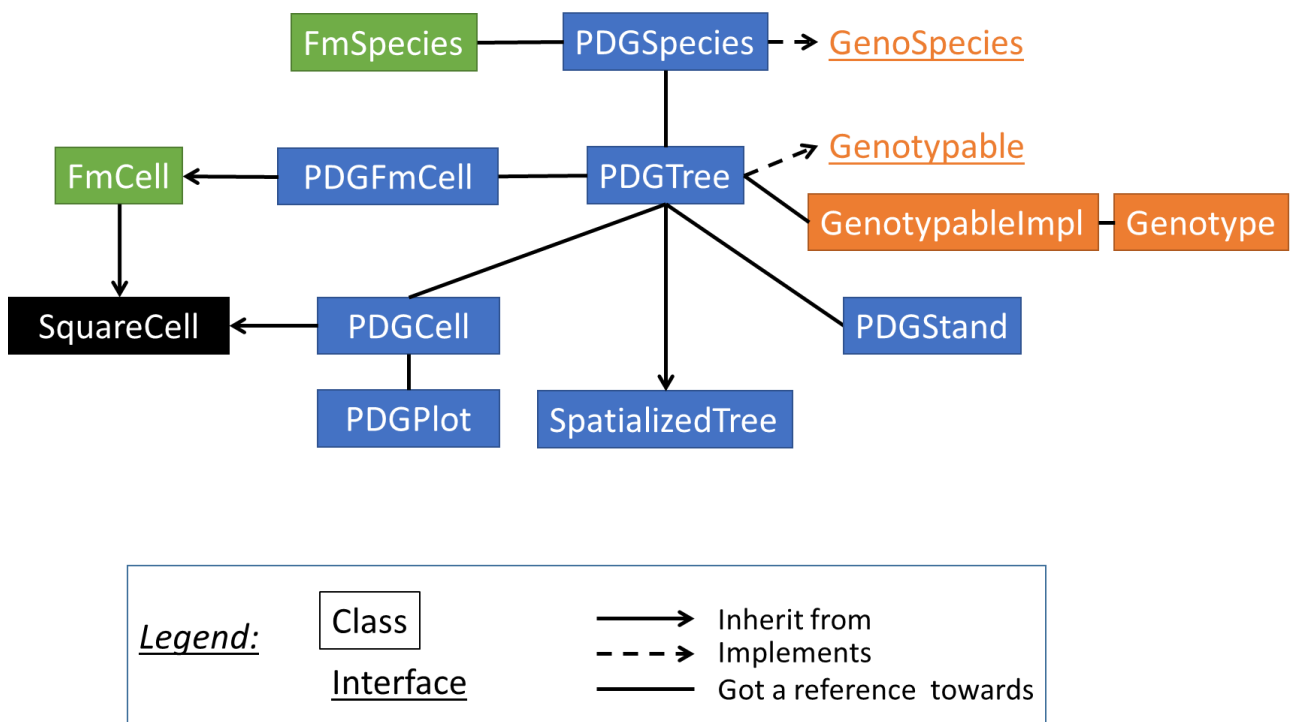 FmSpecies
PDGSpecies
GenoSpecies
Genotypable
FmCell
PDGFmCell
PDGTree
GenotypableImpl
Genotype
SquareCell
PDGCell
PDGStand
PDGPlot
SpatializedTree
Legend:
Class
Interface
Inherit from
Implements
Got a reference towards